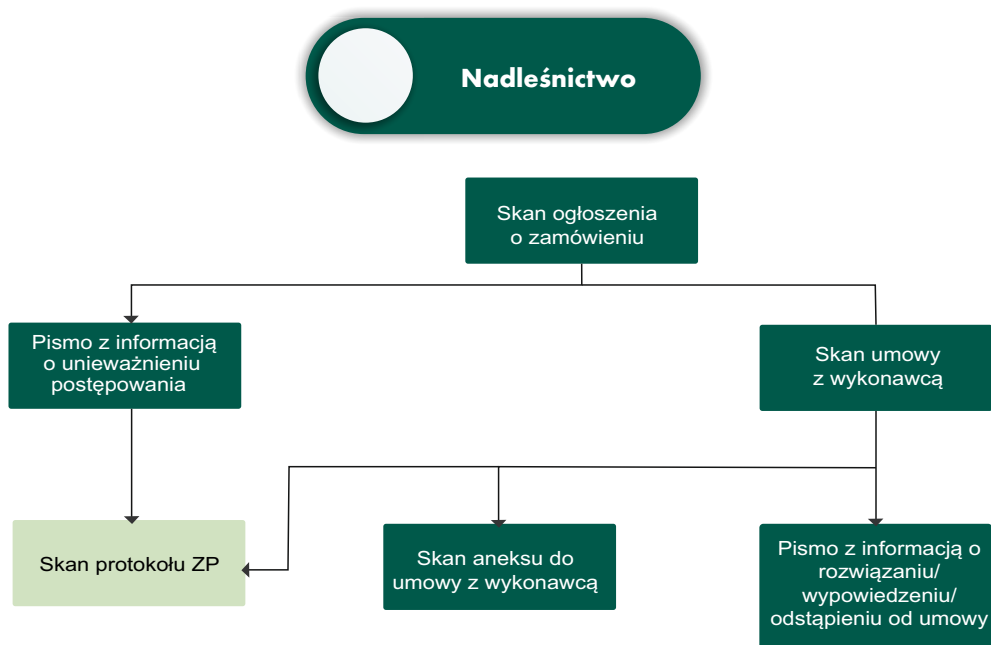 Nadleśnictwo
Skan ogłoszenia
o zamówieniu
Pismo z informacją
o unieważnieniu
postępowania
Skan umowy
z wykonawcą
Skan protokołu ZP
Skan aneksu do
umowy z wykonawcą
Pismo z informacją o
rozwiązaniu/
wypowiedzeniu/
odstąpieniu od umowy